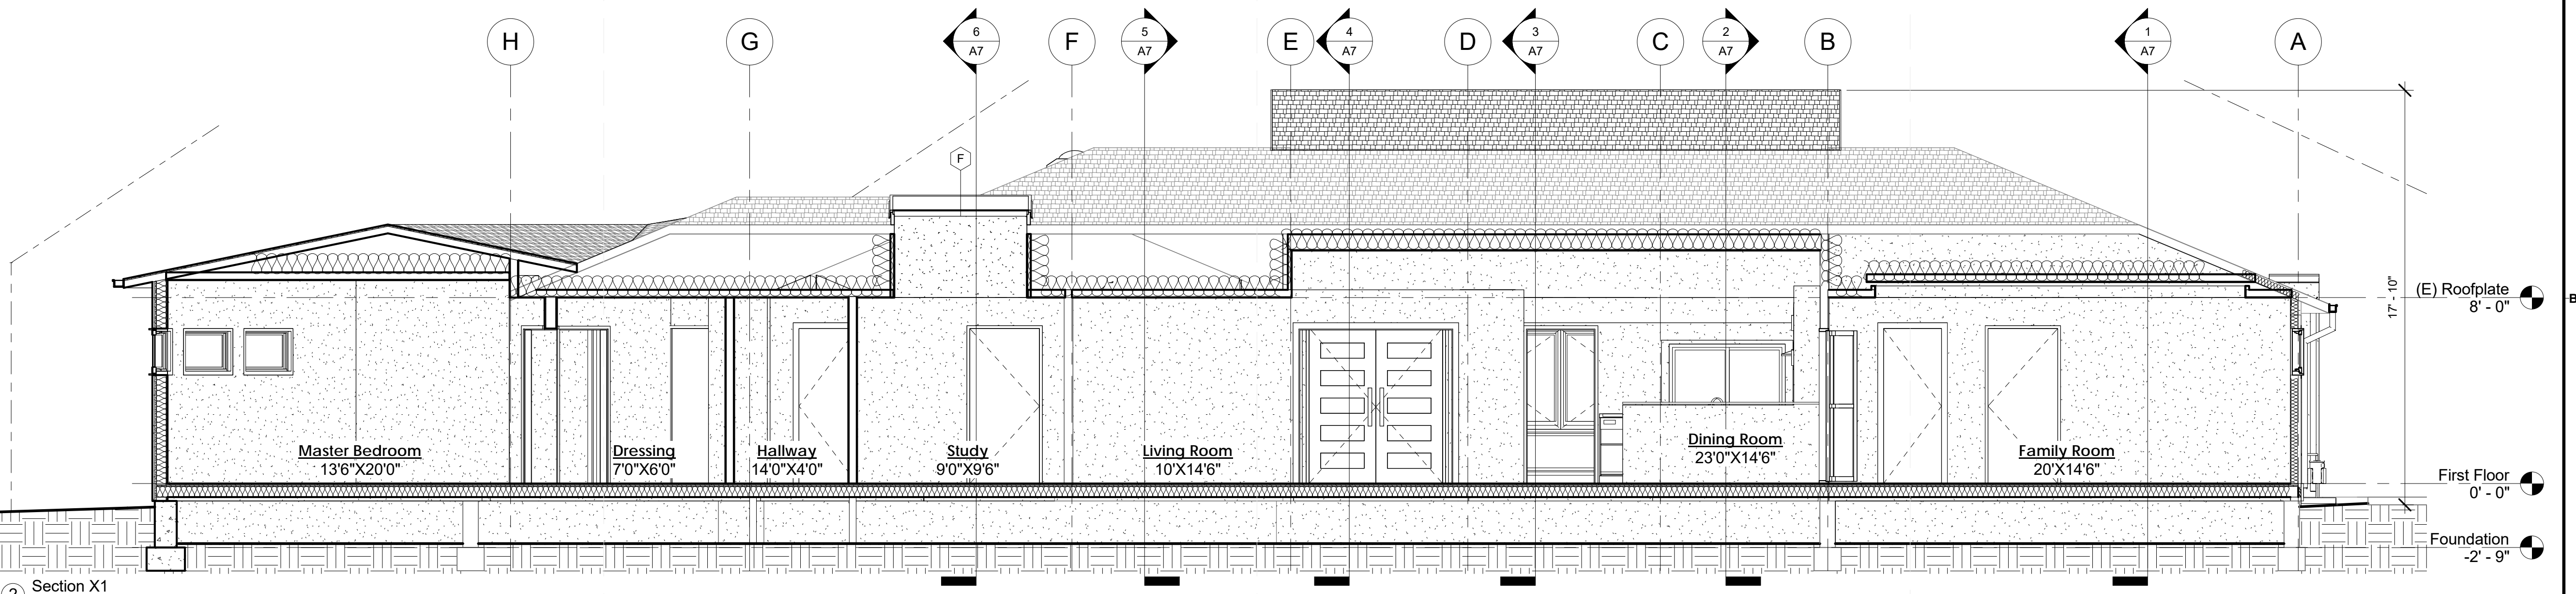 H
G
6
A7
F
5
A7
E
4
A7
D
3
A7
C
2
A7
B
1
A7
A
F
17' - 10"
(E) Roofplate
8' - 0"
B
Master Bedroom
13'6"X20'0"
Dressing
7'0"X6'0"
Hallway
14'0"X4'0"
Study
9'0"X9'6"
Living Room
10'X14'6"
Dining Room
23'0"X14'6"
Family Room
20'X14'6"
First Floor
0' - 0"
Foundation
-2' - 9"
2
Section X1